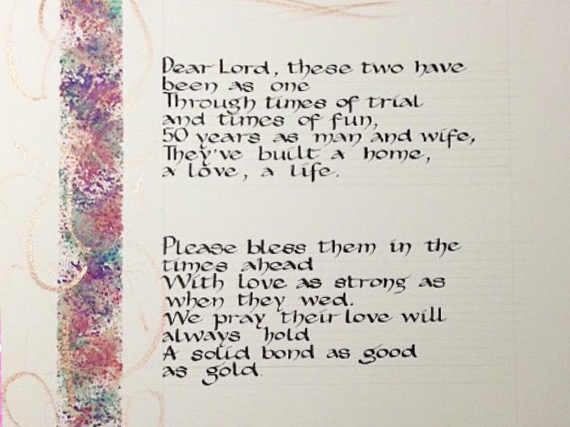 Dear Lord, these two have
been as one
Through times of trial
and times of fun,
50 years as man and wife,
They've built a home,
a love, a life.
Please bless them in the
times ahead
With love as strong as
when they wed.
We pray their love will
always hold
A solid bond as good
as gold.